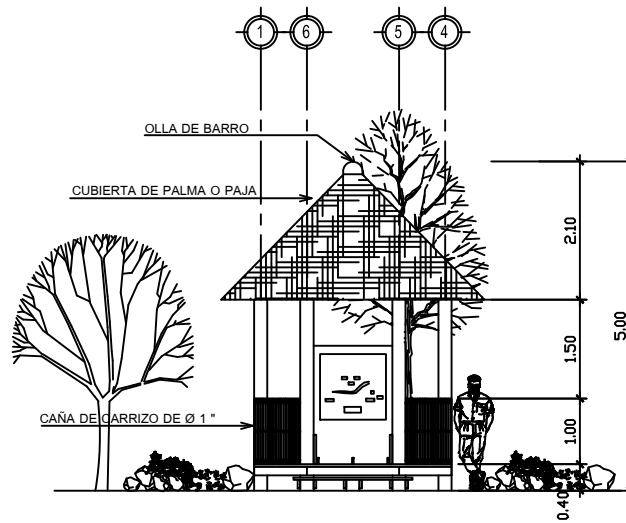 1 6 5 4
OLLA DE BARRO
CUBIERTA DE PALMA O PAJA
2.10
5.00
1.50
CAÑA DE CARRIZO DE Ø 1 "
1.00
0.40